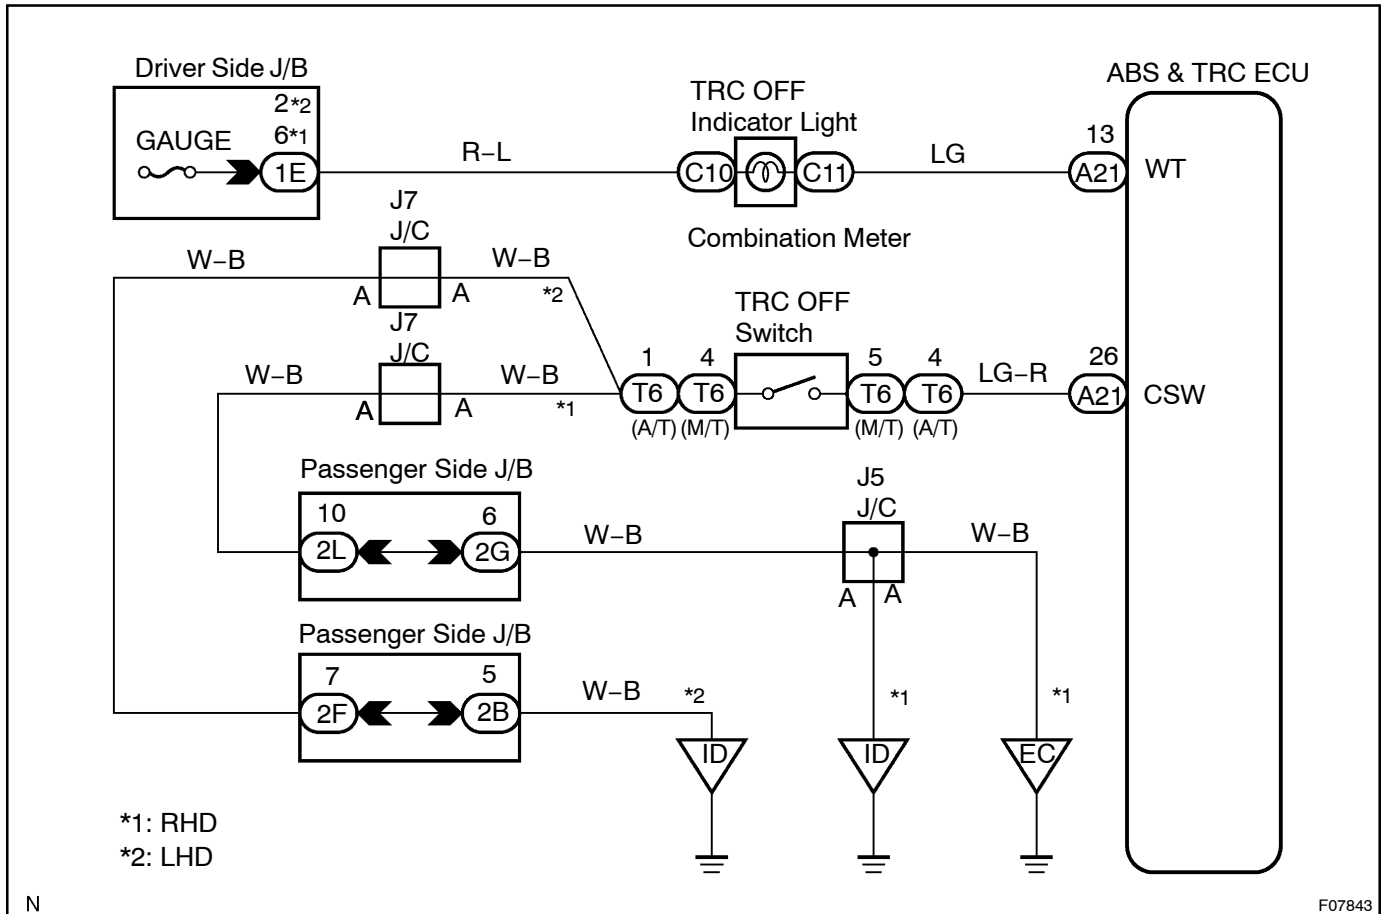 Driver Side J/B
2*2
GAUGE
6*1
1E
R–L
TRC OFF
Indicator Light
C10
C11
LG
ABS & TRC ECU
13
A21
WT
Combination Meter
J7
J/C
W–B
A
A
W–B
*2
J7
J/C
W–B
A
A
W–B
*1
TRC OFF
Switch
1
4
T6
T6
(A/T)
(M/T)
5
4
T6
T6
(M/T)
(A/T)
LG–R
26
A21
CSW
Passenger Side J/B
10
6
2L
2G
W–B
J5
J/C
A
A
W–B
Passenger Side J/B
7
5
2F
2B
W–B
*2
*1
*1
ID
ID
EC
*1: RHD
*2: LHD
N
F07843